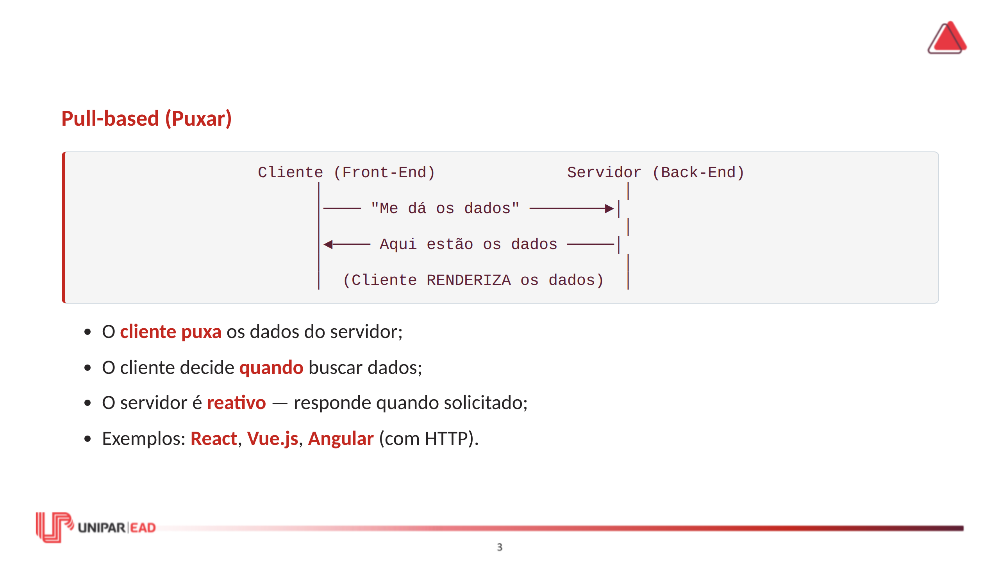 Pull-based (Puxar)
Cliente (Front-End)              Servidor (Back-End)
│                                │
│──── "Me dá os dados" ────────►│
│                                │
│◄──── Aqui estão os dados ─────│
│                                │
│  (Cliente RENDERIZA os dados)  │
• O cliente puxa os dados do servidor;
• O cliente decide quando buscar dados;
• O servidor é reativo — responde quando solicitado;
• Exemplos: React, Vue.js, Angular (com HTTP).
UNIPAR|EAD
3